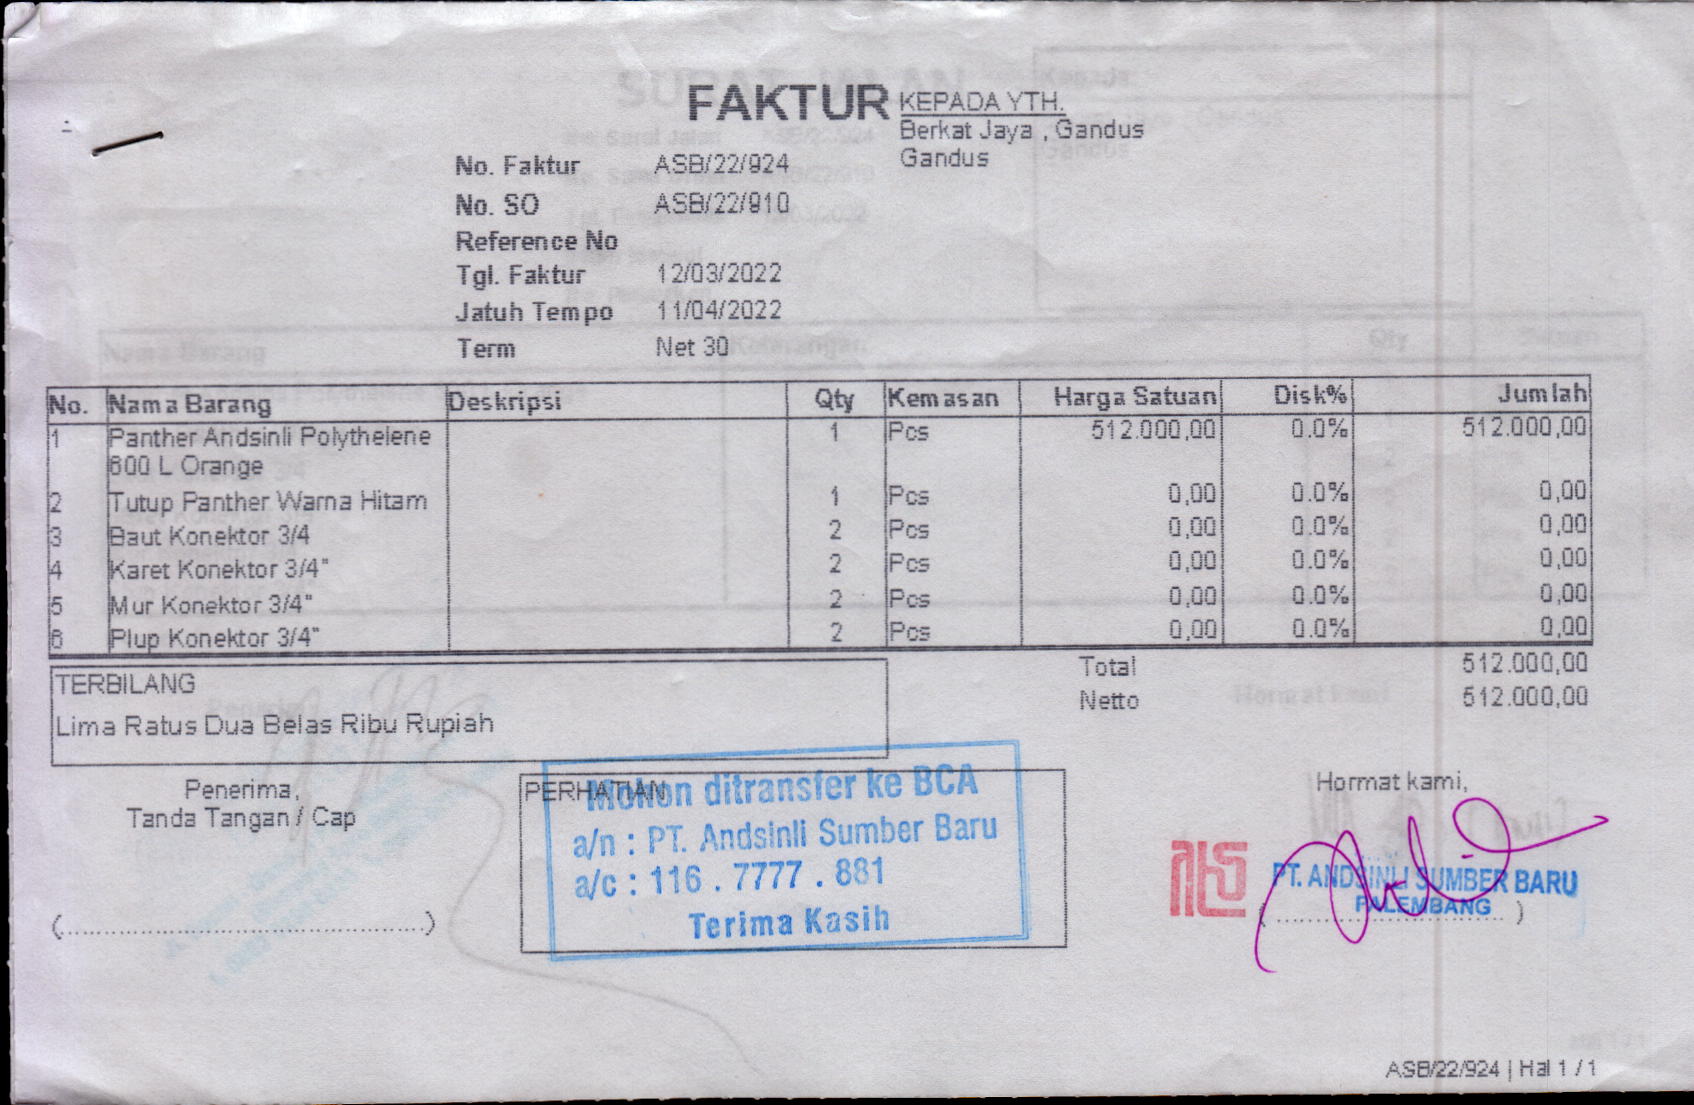 FAKTUR
KEPADA YTH.
Berkat Jaya , Gandus
Gandus
No. Faktur ASB/22/924
No. SO ASB/22/910
Reference No
Tgl. Faktur 12/03/2022
Jatuh Tempo 11/04/2022
Term Net 30
No. Nama Barang Deskripsi Qty Kemasan Harga Satuan Disk% Jumlah
1 Panther Andsinli Polythelene 1 Pcs 512.000,00 0.0% 512.000,00
600 L Orange
2 Tutup Panther Warna Hitam 1 Pcs 0,00 0.0% 0,00
3 Baut Konektor 3/4 2 Pcs 0,00 0.0% 0,00
4 Karet Konektor 3/4" 2 Pcs 0,00 0.0% 0,00
5 Mur Konektor 3/4" 2 Pcs 0,00 0.0% 0,00
6 Plup Konektor 3/4" 2 Pcs 0,00 0.0% 0,00
Total 512.000,00
Netto 512.000,00
TERBILANG
Lima Ratus Dua Belas Ribu Rupiah
Penerima,
Tanda Tangan / Cap
(....................................................)
PERHATIAN
Mohon ditransfer ke BCA
a/n : PT. Andsinli Sumber Baru
a/c : 116 . 7777 . 881
Terima Kasih
Hormat kami,
PT. ANDSINLI SUMBER BARU
PALEMBANG
(....................................)
ASB/22/924 | Hal 1 / 1